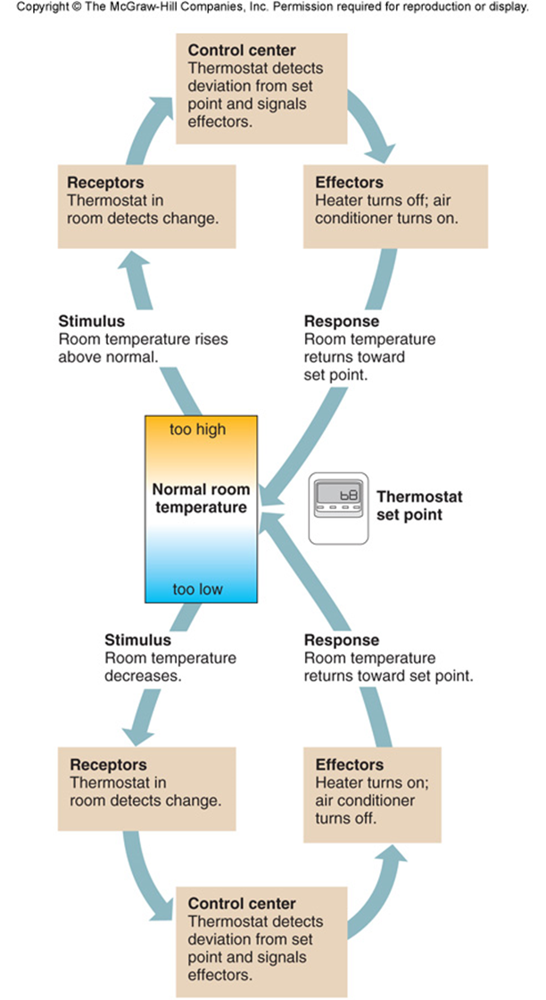 Copyright © The McGraw-Hill Companies, Inc. Permission required for reproduction or display.
Control center
Thermostat detects
deviation from set
point and signals
effectors.
Receptors
Thermostat in
room detects change.
Effectors
Heater turns off; air
conditioner turns on.
Stimulus
Room temperature rises
above normal.
Response
Room temperature
returns toward
set point.
too high
Normal room
temperature
too low
68
Thermostat
set point
Stimulus
Room temperature
decreases.
Response
Room temperature
returns toward set point.
Receptors
Thermostat in
room detects change.
Effectors
Heater turns on;
air conditioner
turns off.
Control center
Thermostat detects
deviation from set
point and signals
effectors.